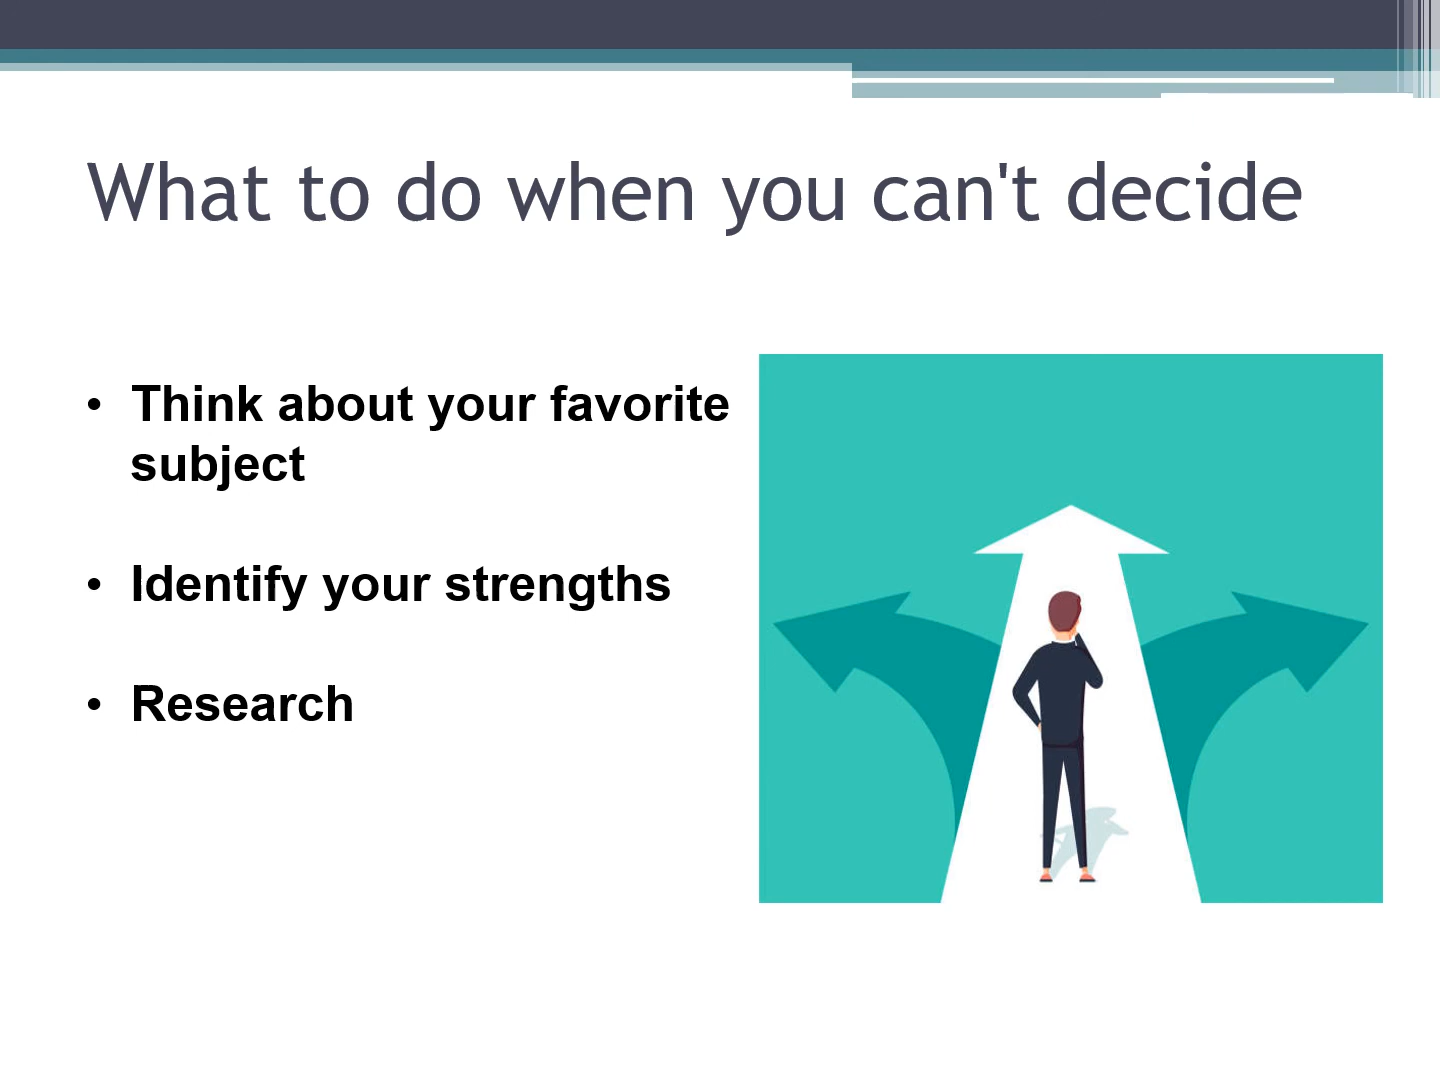 What to do when you can't decide
• Think about your favorite
subject
• Identify your strengths
• Research